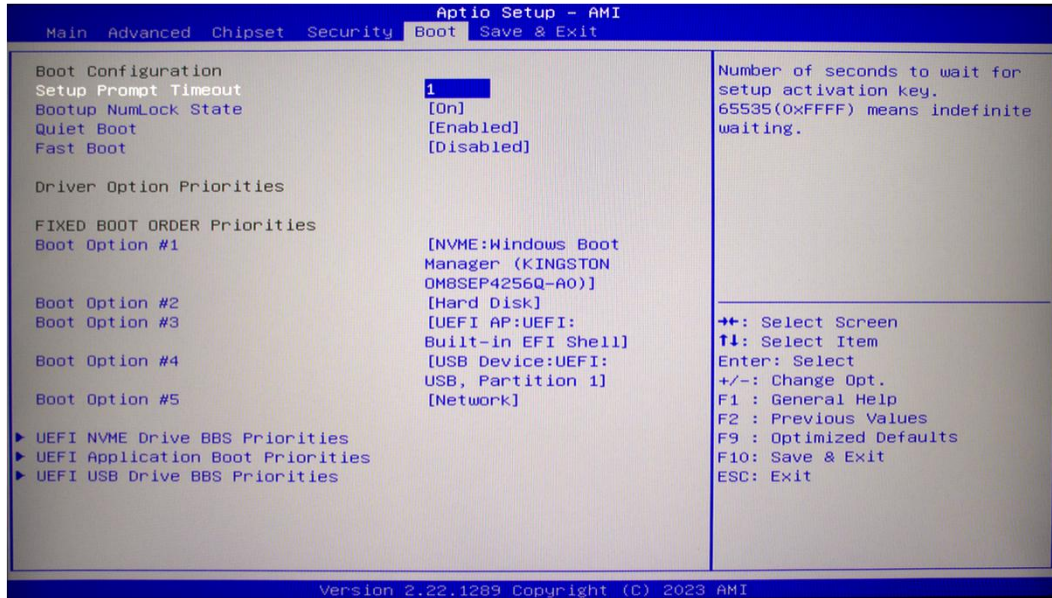 Aptio Setup – AMI
Main Advanced Chipset Security Boot Save & Exit
Boot Configuration
Setup Prompt Timeout 1
Bootup NumLock State [On]
Quiet Boot [Enabled]
Fast Boot [Disabled]
Driver Option Priorities
FIXED BOOT ORDER Priorities
Boot Option #1 [NVME:Windows Boot
Manager (KINGSTON
OM8SEP4256Q-A0)]
Boot Option #2 [Hard Disk]
Boot Option #3 [UEFI AP:UEFI:
Built-in EFI Shell]
Boot Option #4 [USB Device:UEFI:
USB, Partition 1]
Boot Option #5 [Network]
UEFI NVME Drive BBS Priorities
UEFI Application Boot Priorities
UEFI USB Drive BBS Priorities
Number of seconds to wait for
setup activation key.
65535(0xFFFF) means indefinite
waiting.
→←: Select Screen
↑↓: Select Item
Enter: Select
+/-: Change Opt.
F1 : General Help
F2 : Previous Values
F9 : Optimized Defaults
F10: Save & Exit
ESC: Exit
Version 2.22.1289 Copyright (C) 2023 AMI